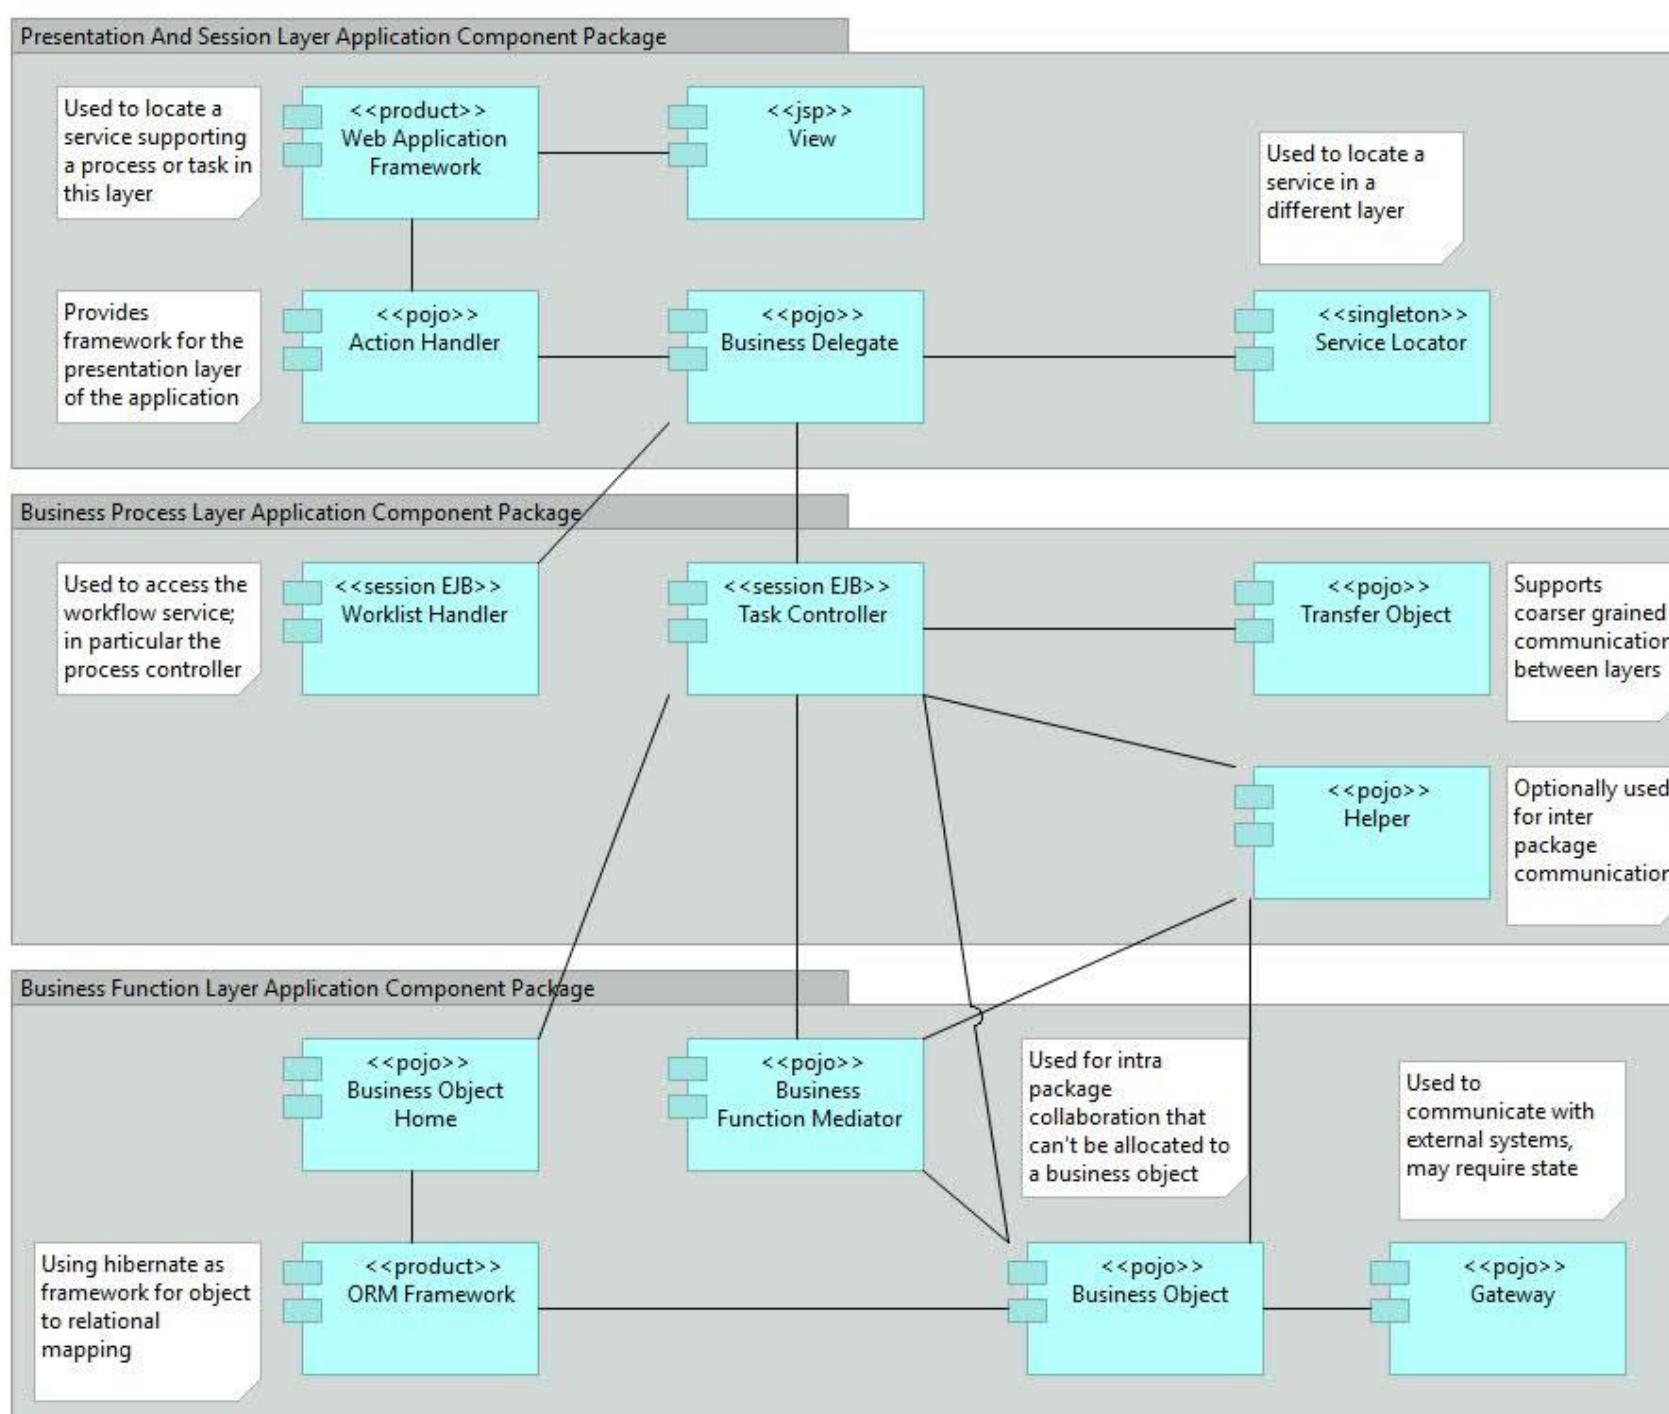 Presentation And Session Layer Application Component Package
Used to locate a
service supporting
a process or task in
this layer
<<product>>
Web Application
Framework
<<jsp>>
View
Used to locate a
service in a
different layer
Provides
framework for the
presentation layer
of the application
<<pojo>>
Action Handler
<<pojo>>
Business Delegate
<<singleton>>
Service Locator
Business Process Layer Application Component Package
Used to access the
workflow service;
in particular the
process controller
<<session EJB>>
Worklist Handler
<<session EJB>>
Task Controller
<<pojo>>
Transfer Object
Supports
coarser grained
communication
between layers
<<pojo>>
Helper
Optionally used
for inter
package
communication
Business Function Layer Application Component Package
<<pojo>>
Business Object
Home
<<pojo>>
Business
Function Mediator
Used for intra
package
collaboration that
can't be allocated to
a business object
Used to
communicate with
external systems,
may require state
Using hibernate as
framework for object
to relational
mapping
<<product>>
ORM Framework
<<pojo>>
Business Object
<<pojo>>
Gateway